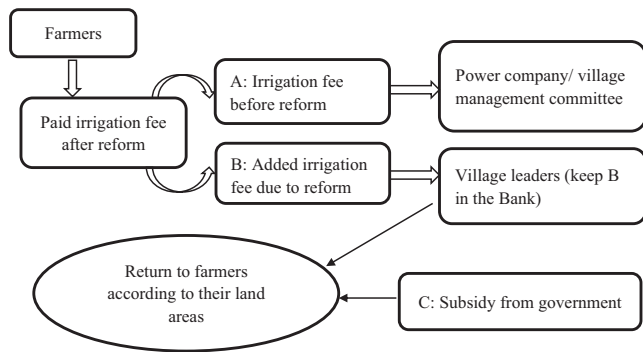 Farmers
Paid irrigation fee
after reform
A: Irrigation fee
before reform
Power company/ village
management committee
B: Added irrigation
fee due to reform
Village leaders (keep B
in the Bank)
Return to farmers
according to their land
areas
C: Subsidy from government